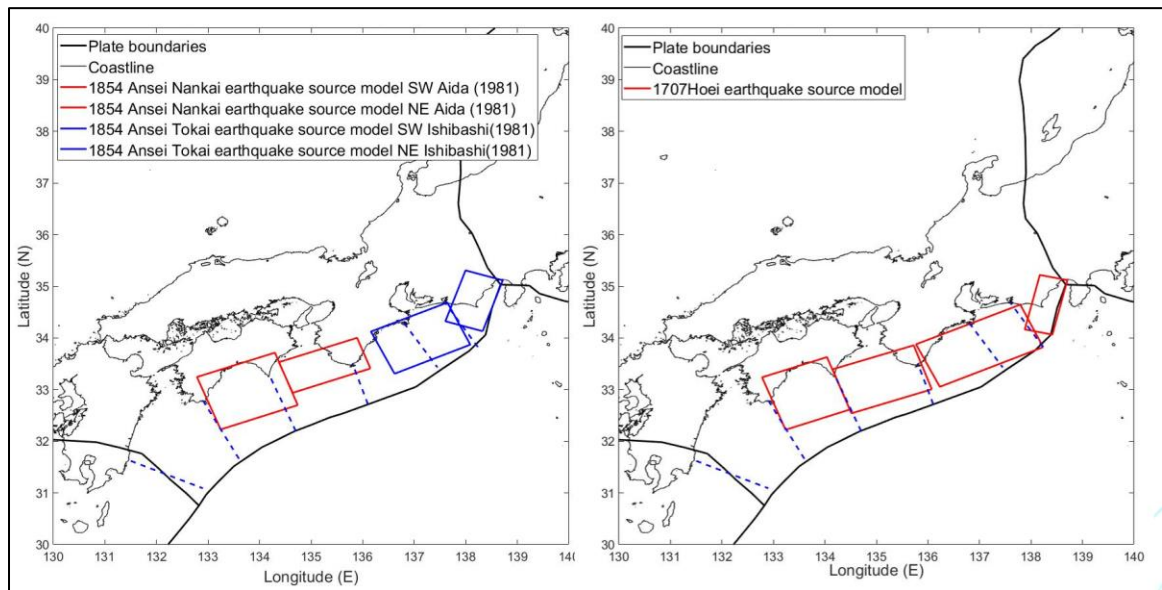 Plate boundaries
Coastline
1854 Ansei Nankai earthquake source model SW Aida (1981)
1854 Ansei Nankai earthquake source model NE Aida (1981)
1854 Ansei Tokai earthquake source model SW Ishibashi(1981)
1854 Ansei Tokai earthquake source model NE Ishibashi(1981)
40
39
38
37
36
35
34
33
32
31
30
Latitude (N)
130 131 132 133 134 135 136 137 138 139 140
Longitude (E)
Plate boundaries
Coastline
1707Hoei earthquake source model
40
39
38
37
36
35
34
33
32
31
30
Latitude (N)
130 131 132 133 134 135 136 137 138 139 140
Longitude (E)